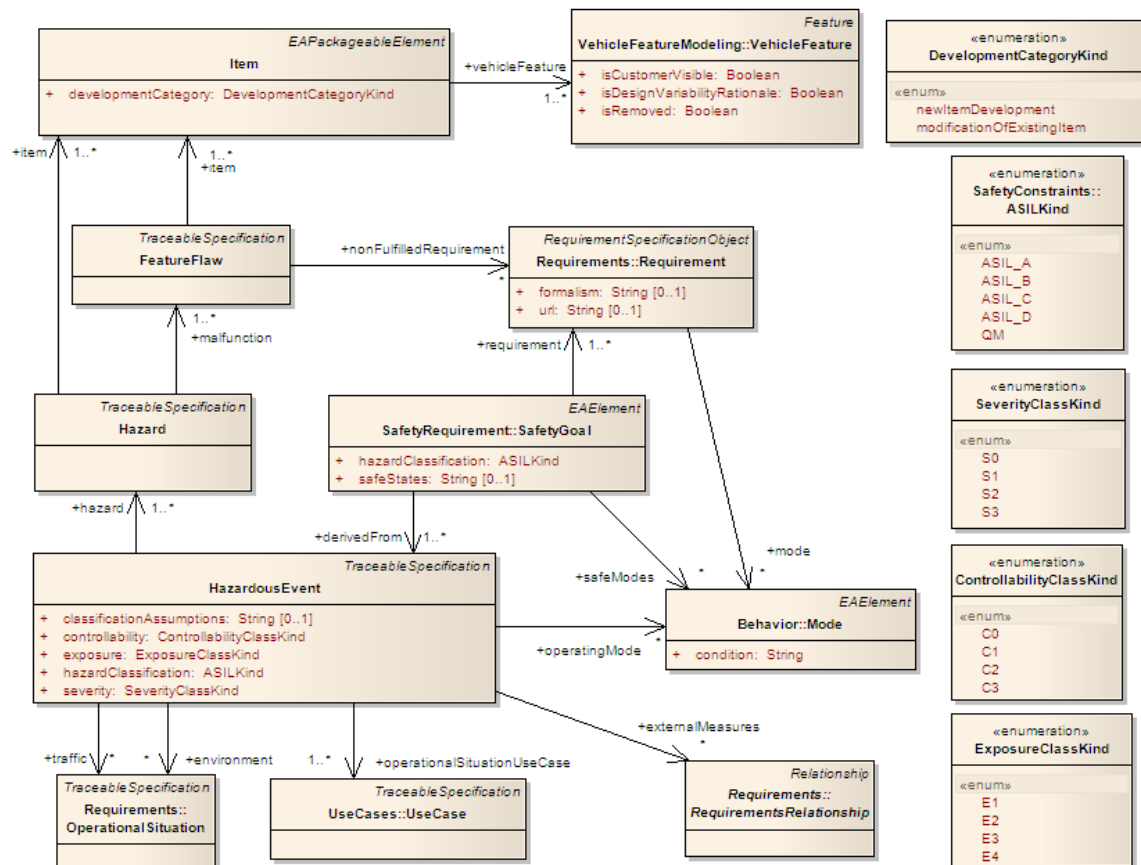 EAPackageableElement
Item
+ developmentCategory: DevelopmentCategoryKind
+vehicleFeature
1..*
Feature
VehicleFeatureModeling::VehicleFeature
+ isCustomerVisible: Boolean
+ isDesignVariabilityRationale: Boolean
+ isRemoved: Boolean
«enumeration»
DevelopmentCategoryKind
«enum»
newItemDevelopment
modificationOfExistingItem
+item
1..*
1..*
+item
«enumeration»
SafetyConstraints::
ASILKind
«enum»
ASIL_A
ASIL_B
ASIL_C
ASIL_D
QM
TraceableSpecification
FeatureFlaw
+nonFulfilledRequirement
*
RequirementSpecificationObject
Requirements::Requirement
+ formalism: String [0..1]
+ url: String [0..1]
1..*
+malfunction
+requirement
1..*
TraceableSpecification
Hazard
EAElement
SafetyRequirement::SafetyGoal
+ hazardClassification: ASILKind
+ safeStates: String [0..1]
«enumeration»
SeverityClassKind
«enum»
S0
S1
S2
S3
+hazard
1..*
+derivedFrom
1..*
+safeModes
*
+mode
*
TraceableSpecification
HazardousEvent
+ classificationAssumptions: String [0..1]
+ controllability: ControllabilityClassKind
+ exposure: ExposureClassKind
+ hazardClassification: ASILKind
+ severity: SeverityClassKind
+operatingMode
*
EAElement
Behavior::Mode
+ condition: String
«enumeration»
ControllabilityClassKind
«enum»
C0
C1
C2
C3
+traffic
*
*
+environment
1..*
+operationalSituationUseCase
+externalMeasures
*
TraceableSpecification
Requirements::
OperationalSituation
TraceableSpecification
UseCases::UseCase
Relationship
Requirements::
RequirementsRelationship
«enumeration»
ExposureClassKind
«enum»
E1
E2
E3
E4